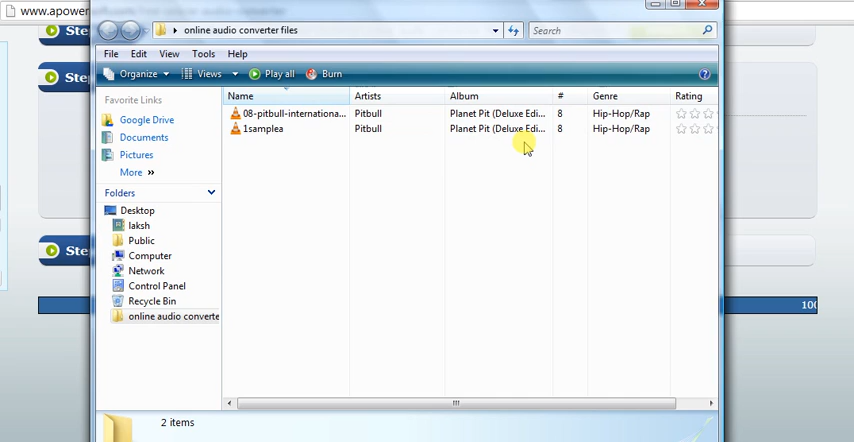 www.apower
online audio converter files
Search
File Edit View Tools Help
Organize Views Play all Burn
Favorite Links
Google Drive
Documents
Pictures
More »
Folders
Desktop
laksh
Public
Computer
Network
Control Panel
Recycle Bin
online audio converte
Name Artists Album # Genre Rating
08-pitbull-internationa... Pitbull Planet Pit (Deluxe Edi... 8 Hip-Hop/Rap
1samplea Pitbull Planet Pit (Deluxe Edi... 8 Hip-Hop/Rap
2 items
Ste
Ste
Ste
100